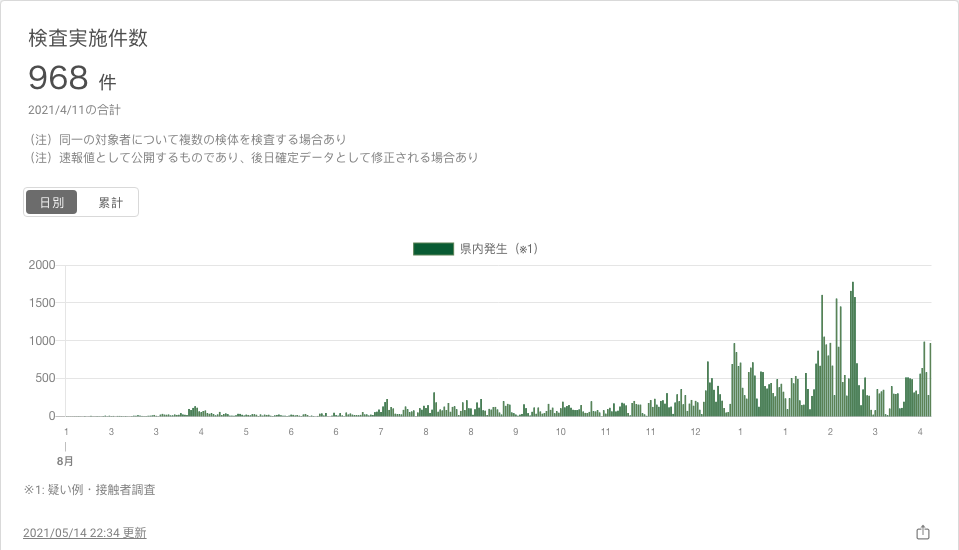 検査実施件数
968 件
2021/4/11の合計
（注）同一の対象者について複数の検体を検査する場合あり
（注）速報値として公開するものであり、後日確定データとして修正される場合あり
日別 累計
県内発生（※1）
2000
1500
1000
500
0
1 3 3 4 5 6 6 7 8 8 9 10 11 11 12 1 1 2 3 4
8月
※1: 疑い例・接触者調査
2021/05/14 22:34 更新